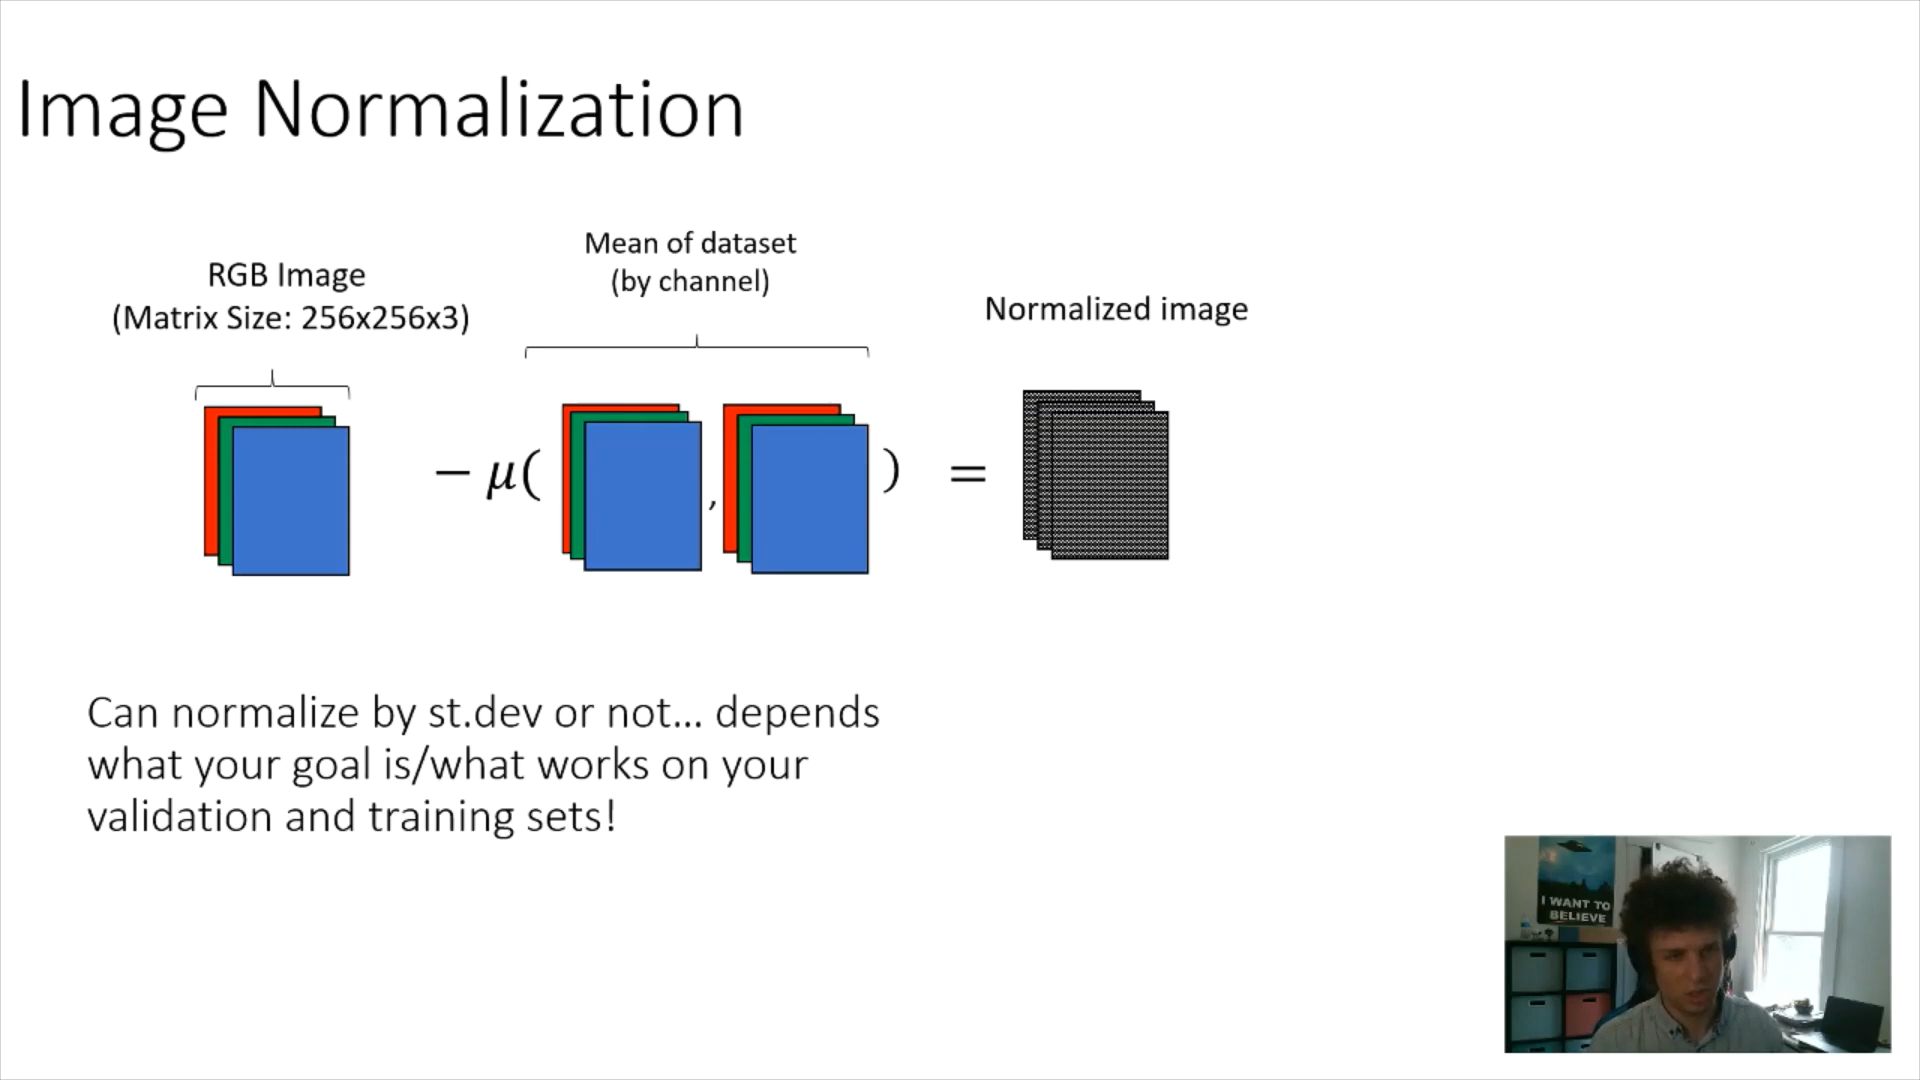 Image Normalization
RGB Image
(Matrix Size: 256x256x3)
Mean of dataset
(by channel)
Normalized image
− μ( , ) =
Can normalize by st.dev or not... depends
what your goal is/what works on your
validation and training sets!
I WANT TO
BELIEVE